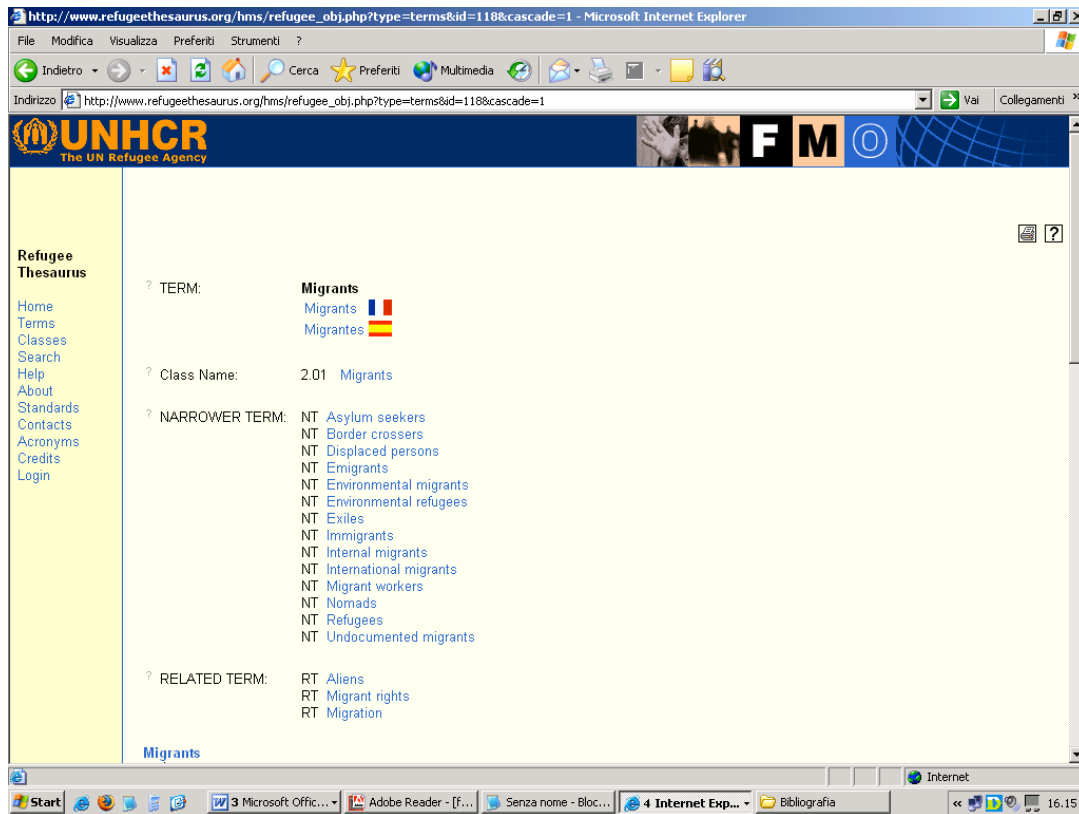 http://www.refugeethesaurus.org/hms/refugee_obj.php?type=terms&id=118&cascade=1 - Microsoft Internet Explorer
File Modifica Visualizza Preferiti Strumenti ?
Indietro Cerca Preferiti Multimedia
Indirizzo http://www.refugeethesaurus.org/hms/refugee_obj.php?type=terms&id=118&cascade=1 Vai Collegamenti »
UNHCR F M O
The UN Refugee Agency
?
Refugee
Thesaurus
Home
Terms
Classes
Search
Help
About
Standards
Contacts
Acronyms
Credits
Login
? TERM: Migrants
Migrants
Migrantes
? Class Name: 2.01 Migrants
? NARROWER TERM: NT Asylum seekers
NT Border crossers
NT Displaced persons
NT Emigrants
NT Environmental migrants
NT Environmental refugees
NT Exiles
NT Immigrants
NT Internal migrants
NT International migrants
NT Migrant workers
NT Nomads
NT Refugees
NT Undocumented migrants
? RELATED TERM: RT Aliens
RT Migrant rights
RT Migration
Migrants
Internet
Start 3 Microsoft Offic... Adobe Reader - [f... Senza nome - Bloc... 4 Internet Exp... Bibliografia « 16.15